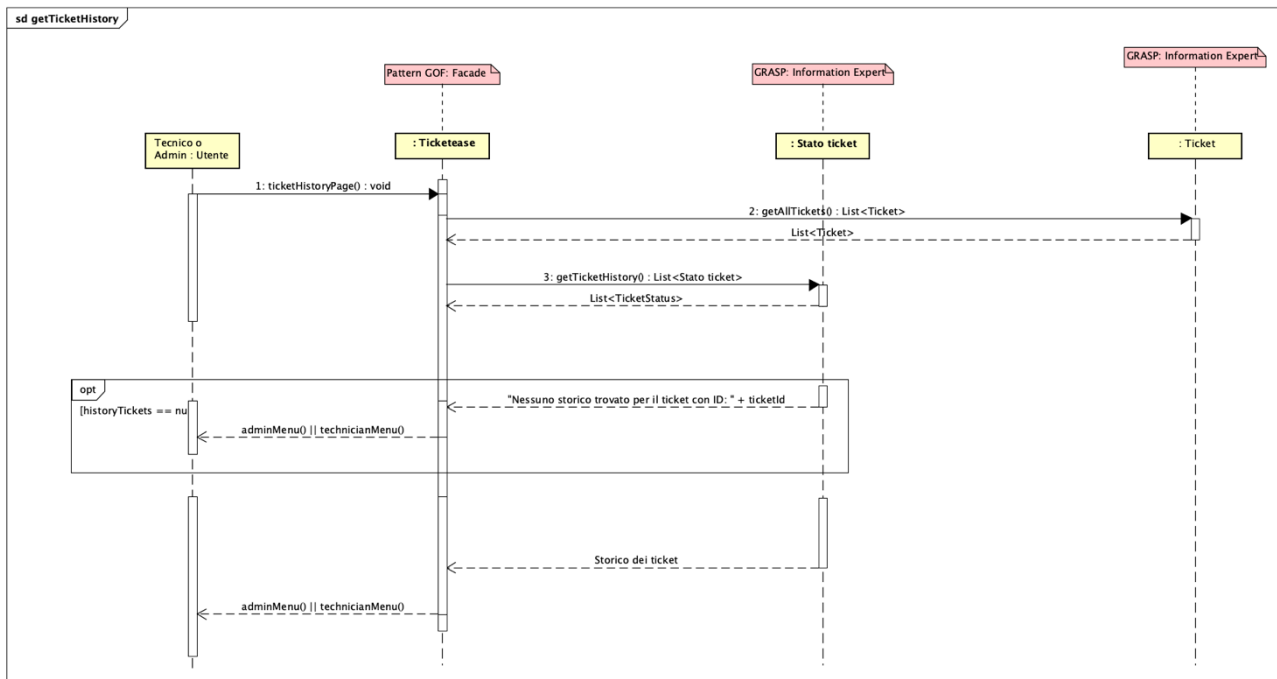 sd getTicketHistory
GRASP: Information Expert
Pattern GOF: Facade
GRASP: Information Expert
Tecnico o
Admin : Utente
: Ticketease
: Stato ticket
: Ticket
1: ticketHistoryPage() : void
2: getAllTickets() : List<Ticket>
List<Ticket>
3: getTicketHistory() : List<Stato ticket>
List<TicketStatus>
opt
"Nessuno storico trovato per il ticket con ID: " + ticketId
[historyTickets == nu
adminMenu() || technicianMenu()
Storico dei ticket
adminMenu() || technicianMenu()